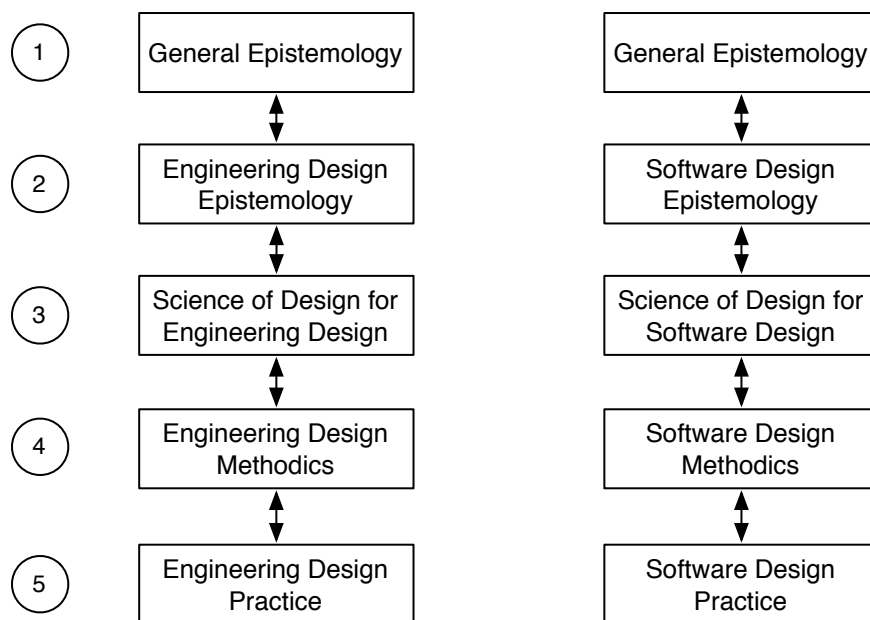 1
General Epistemology
General Epistemology
2
Engineering Design
Epistemology
Software Design
Epistemology
3
Science of Design for
Engineering Design
Science of Design for
Software Design
4
Engineering Design
Methodics
Software Design
Methodics
5
Engineering Design
Practice
Software Design
Practice